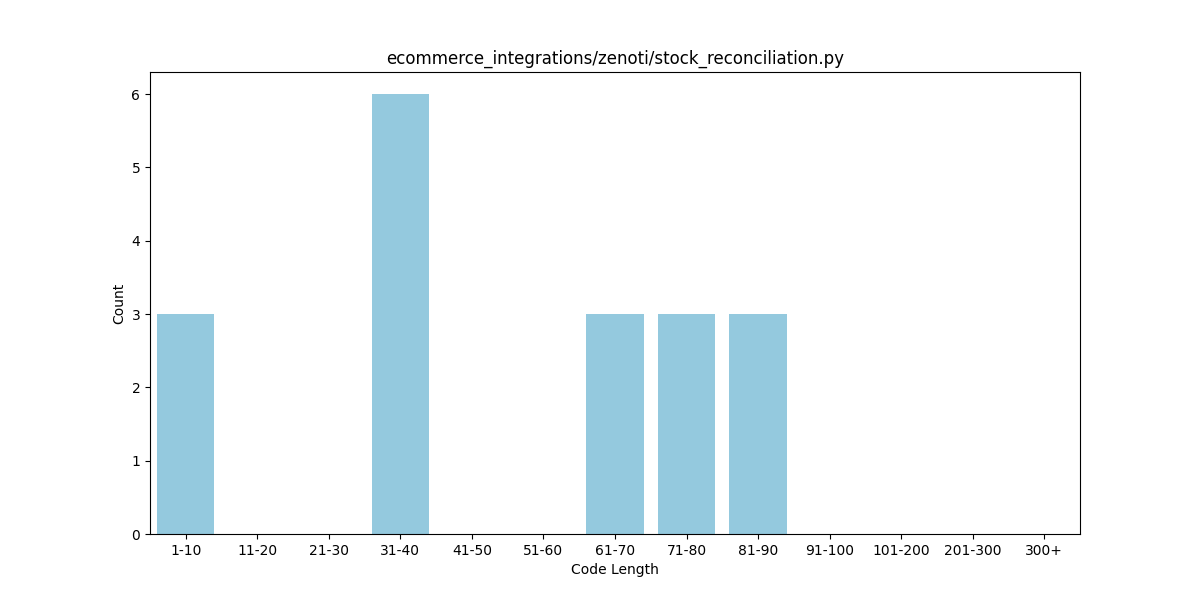 ecommerce_integrations/zenoti/stock_reconciliation.py
6
5
4
3
2
1
0
Count
1-10 11-20 21-30 31-40 41-50 51-60 61-70 71-80 81-90 91-100 101-200 201-300 300+
Code Length